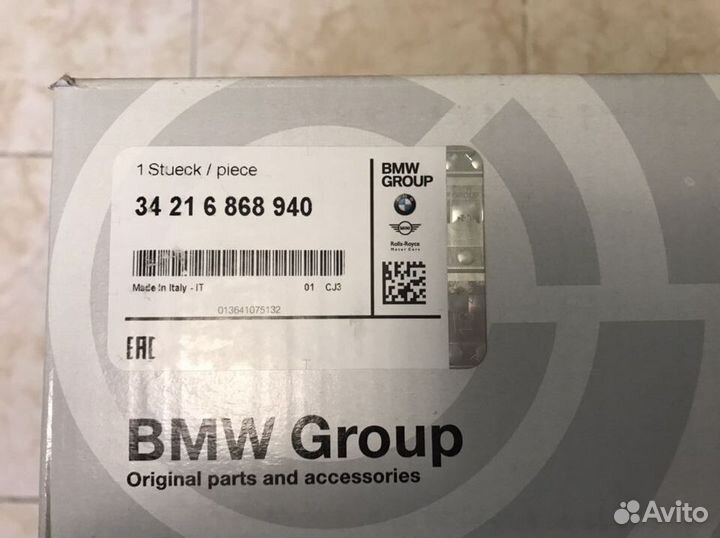 1 Stueck / piece
34 21 6 868 940
Made in Italy - IT 01 CJ3
013641075132
EAC
BMW
GROUP
MINI
Rolls-Royce
Motor Cars
BMW Group
Original parts and accessories
Avito